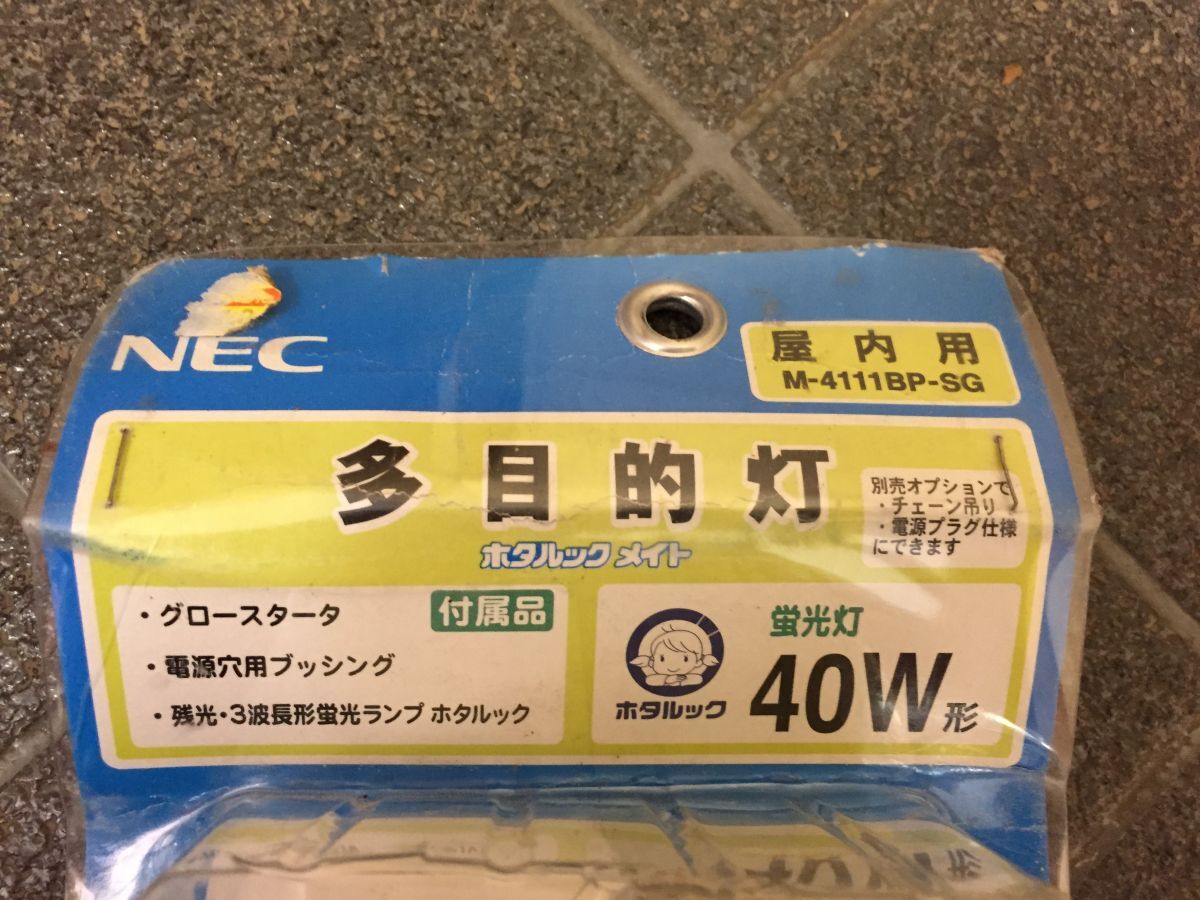 NEC
屋内用
M-4111BP-SG
多目的灯
ホタルック メイト
別売オプションで
・チェーン吊り
・電源プラグ仕様
にできます
付属品
・グロースタータ
・電源穴用ブッシング
・残光・3波長形蛍光ランプ ホタルック
ホタルック
蛍光灯
40W形